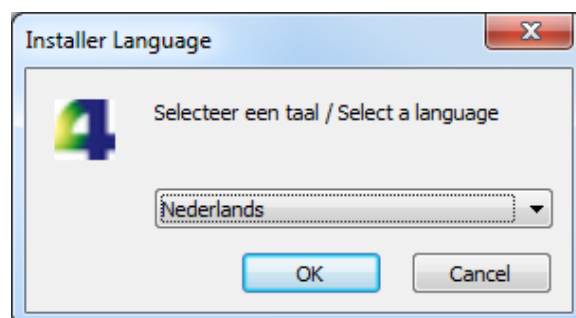 Installer Language
Selecteer een taal / Select a language
Nederlands
OK
Cancel